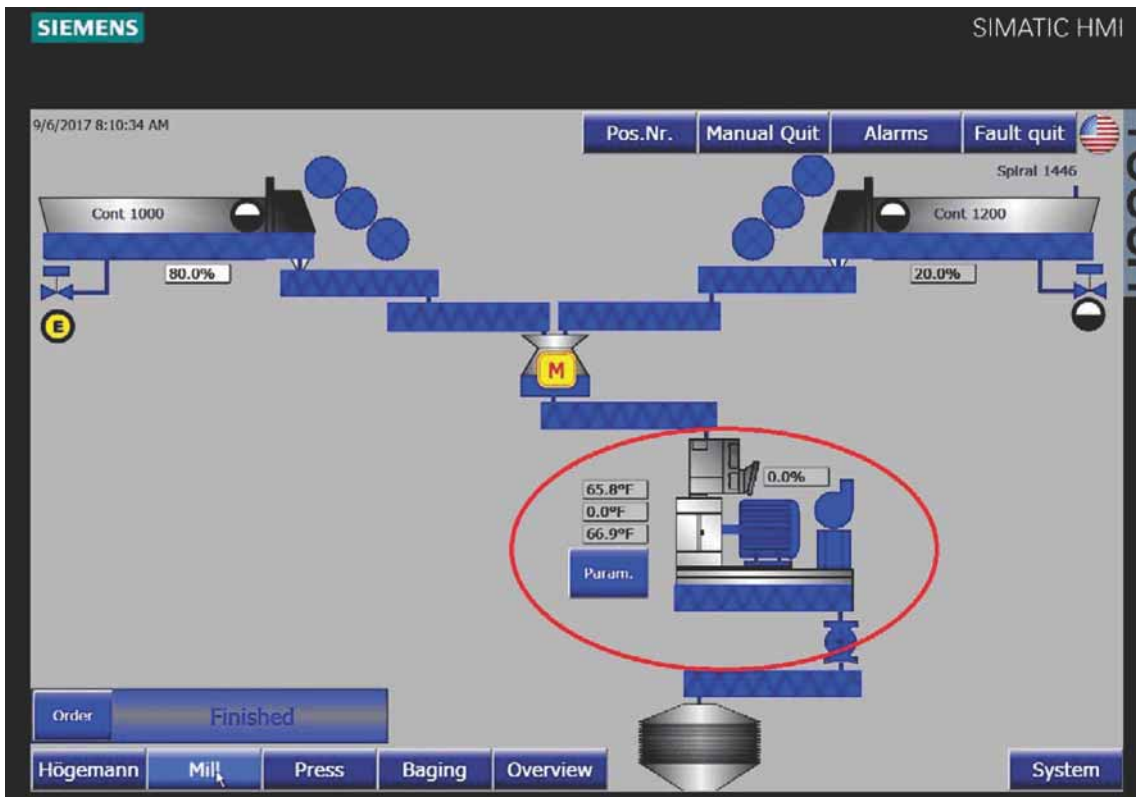 SIEMENS
SIMATIC HMI
9/6/2017 8:10:34 AM
Pos.Nr.
Manual Quit
Alarms
Fault quit
Spiral 1446
Cont 1000
Cont 1200
80.0%
20.0%
E
M
0.0%
65.8°F
0.0°F
66.9°F
Param.
Order
Finished
Högemann
Mill
Press
Baging
Overview
System